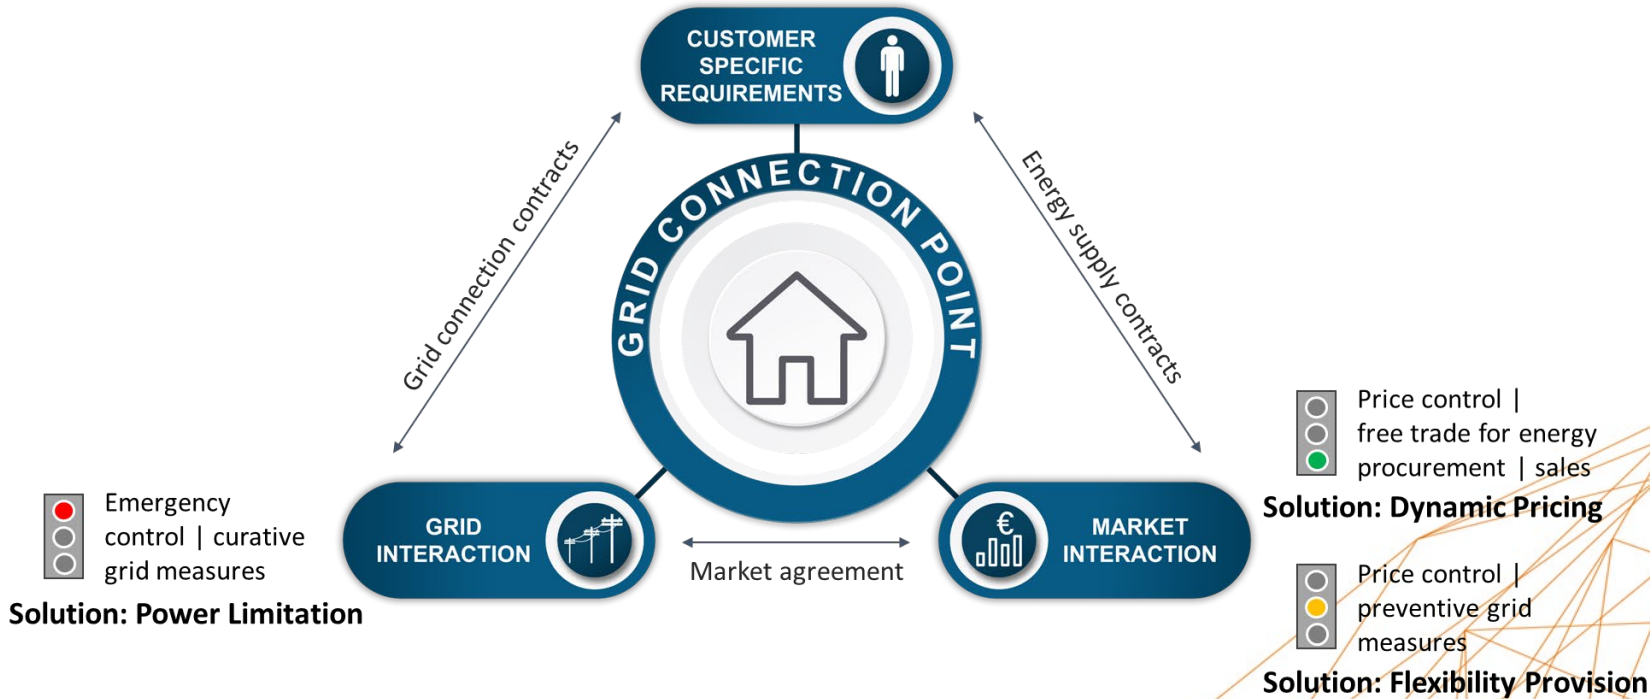 CUSTOMER
SPECIFIC
REQUIREMENTS
GRID CONNECTION POINT
Grid connection contracts
Energy supply contracts
Price control |
free trade for energy
procurement | sales
Solution: Dynamic Pricing
Emergency
control | curative
grid measures
Solution: Power Limitation
GRID
INTERACTION
Market agreement
€
MARKET
INTERACTION
Price control |
preventive grid
measures
Solution: Flexibility Provision